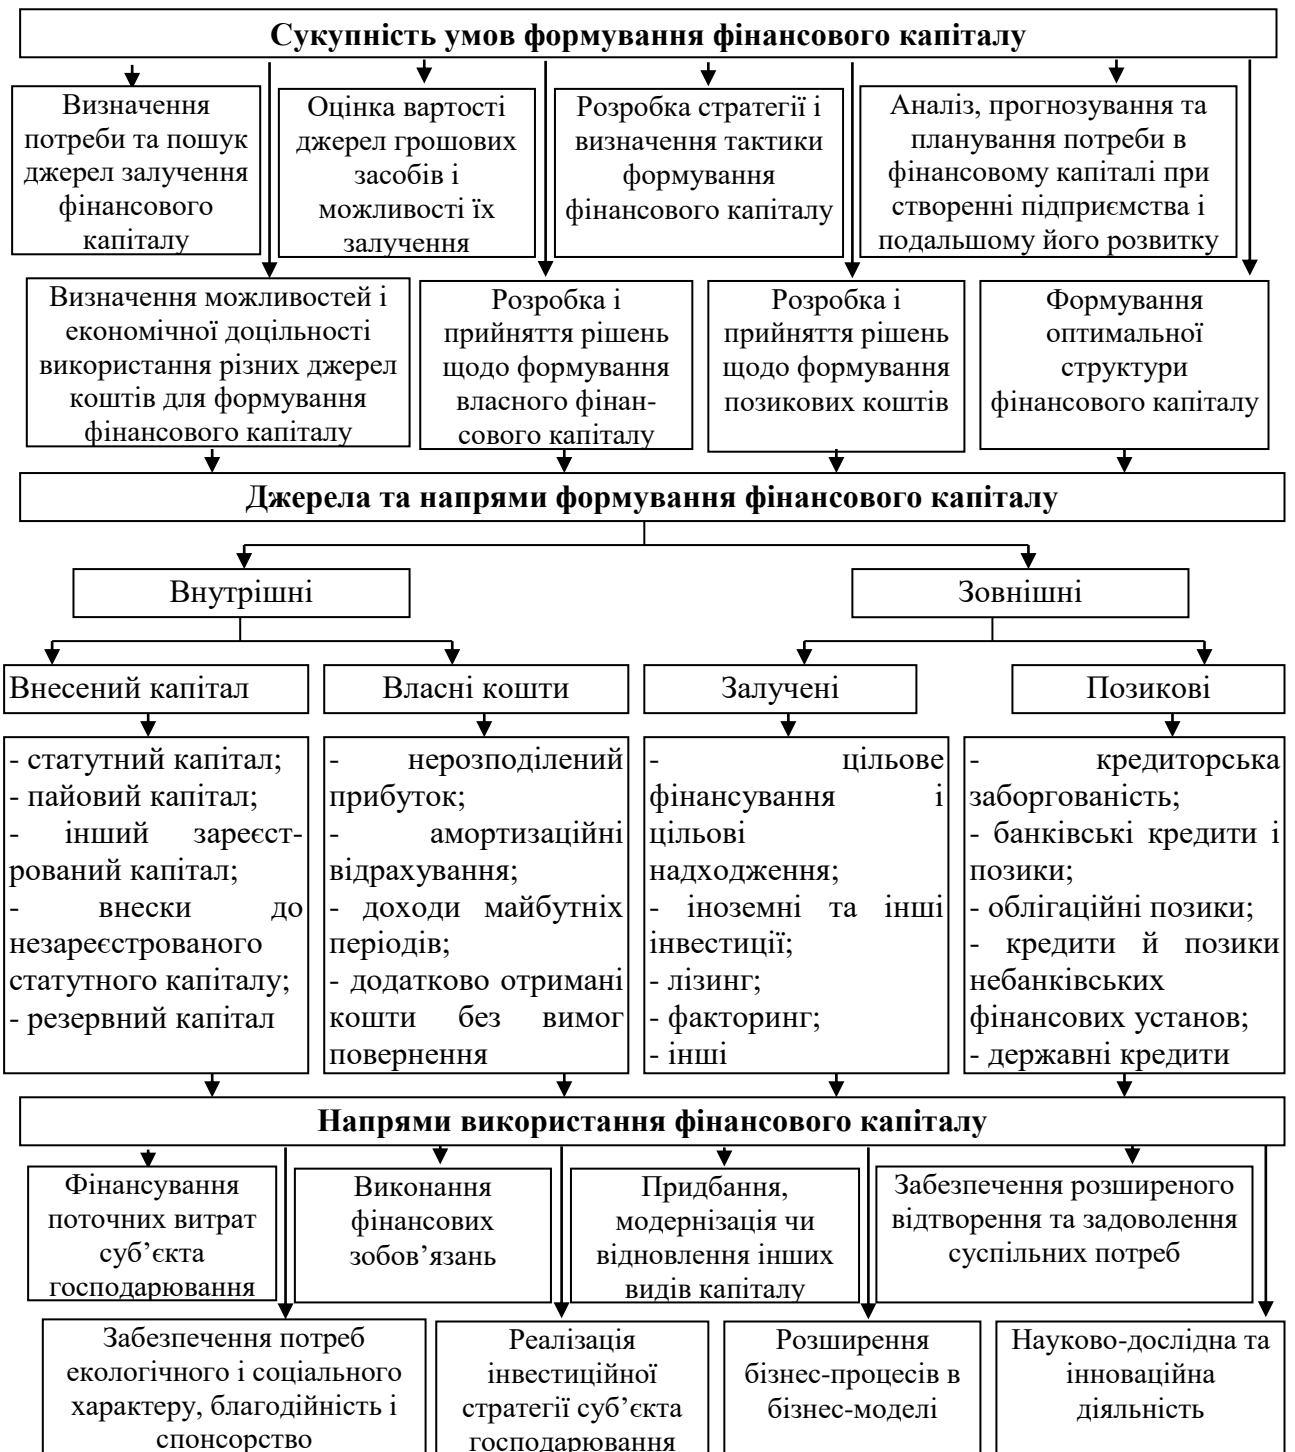 Сукупність умов формування фінансового капіталу
Визначення
потреби та пошук
джерел залучення
фінансового
капіталу
Оцінка вартості
джерел грошових
засобів і
можливості їх
залучення
Розробка стратегії і
визначення тактики
формування
фінансового капіталу
Аналіз, прогнозування та
планування потреби в
фінансовому капіталі при
створенні підприємства і
подальшому його розвитку
Визначення можливостей і
економічної доцільності
використання різних джерел
коштів для формування
фінансового капіталу
Розробка і
прийняття рішень
щодо формування
власного фінан-
сового капіталу
Розробка і
прийняття рішень
щодо формування
позикових коштів
Формування
оптимальної
структури
фінансового капіталу
Джерела та напрями формування фінансового капіталу
Внутрішні
Зовнішні
Внесений капітал
Власні кошти
Залучені
Позикові
- статутний капітал;
- пайовий капітал;
- інший зареєст-
рований капітал;
- внески до
незареєстрованого
статутного капіталу;
- резервний капітал
- нерозподілений
прибуток;
- амортизаційні
відрахування;
- доходи майбутніх
періодів;
- додатково отримані
кошти без вимог
повернення
- цільове
фінансування і
цільові
надходження;
- іноземні та інші
інвестиції;
- лізинг;
- факторинг;
- інші
- кредиторська
заборгованість;
- банківські кредити і
позики;
- облігаційні позики;
- кредити й позики
небанківських
фінансових установ;
- державні кредити
Напрями використання фінансового капіталу
Фінансування
поточних витрат
суб’єкта
господарювання
Виконання
фінансових
зобов’язань
Придбання,
модернізація чи
відновлення інших
видів капіталу
Забезпечення розширеного
відтворення та задоволення
суспільних потреб
Забезпечення потреб
екологічного і соціального
характеру, благодійність і
спонсорство
Реалізація
інвестиційної
стратегії суб’єкта
господарювання
Розширення
бізнес-процесів в
бізнес-моделі
Науково-дослідна та
інноваційна
діяльність